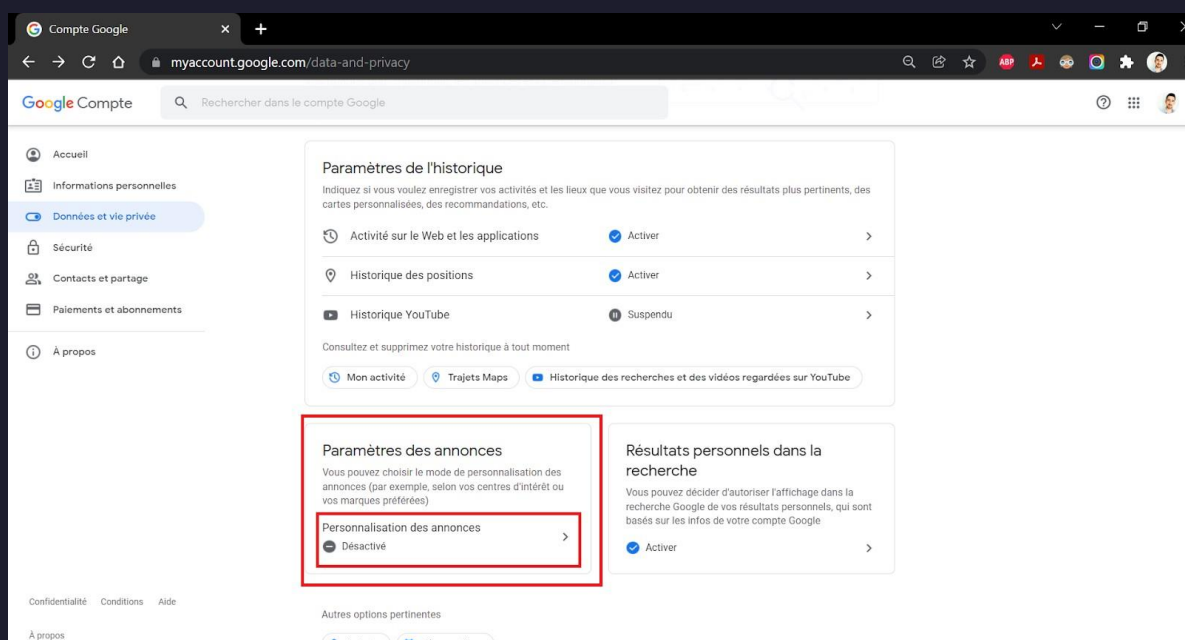 Compte Google
myaccount.google.com/data-and-privacy
ABP
Google Compte
Rechercher dans le compte Google
Accueil
Informations personnelles
Données et vie privée
Sécurité
Contacts et partage
Paiements et abonnements
À propos
Paramètres de l'historique
Indiquez si vous voulez enregistrer vos activités et les lieux que vous visitez pour obtenir des résultats plus pertinents, des
cartes personnalisées, des recommandations, etc.
Activité sur le Web et les applications Activer
Historique des positions Activer
Historique YouTube Suspendu
Consultez et supprimez votre historique à tout moment
Mon activité Trajets Maps Historique des recherches et des vidéos regardées sur YouTube
Paramètres des annonces
Vous pouvez choisir le mode de personnalisation des
annonces (par exemple, selon vos centres d'intérêt ou
vos marques préférées)
Personnalisation des annonces
Désactivé
Résultats personnels dans la
recherche
Vous pouvez décider d'autoriser l'affichage dans la
recherche Google de vos résultats personnels, qui sont
basés sur les infos de votre compte Google
Activer
Autres options pertinentes
Confidentialité Conditions Aide
À propos